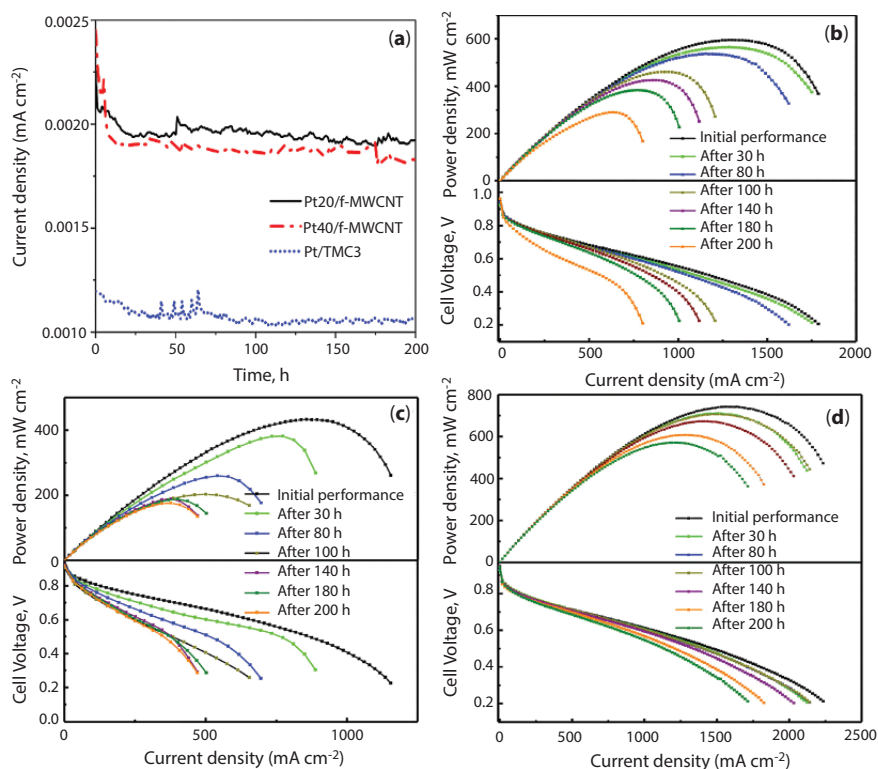 (a)
Current density (mA cm⁻²)
0.0025
0.0020
0.0015
0.0010
Pt20/f-MWCNT
Pt40/f-MWCNT
Pt/TMC3
0 50 100 150 200
Time, h
(b)
Power density, mW cm⁻²
600
400
200
0
Initial performance
After 30 h
After 80 h
After 100 h
After 140 h
After 180 h
After 200 h
Cell Voltage, V
1.0
0.8
0.6
0.4
0.2
0 500 1000 1500 2000
Current density (mA cm⁻²)
(c)
Power density, mW cm⁻²
400
200
0
Initial performance
After 30 h
After 80 h
After 100 h
After 140 h
After 180 h
After 200 h
Cell Voltage, V
0.8
0.6
0.4
0.2
0.0
0 500 1000
Current density (mA cm⁻²)
(d)
Power density, mW cm⁻²
800
600
400
200
0
Initial performance
After 30 h
After 80 h
After 100 h
After 140 h
After 180 h
After 200 h
Cell Voltage, V
0.8
0.6
0.4
0.2
0 500 1000 1500 2000 2500
Current density (mA cm⁻²)